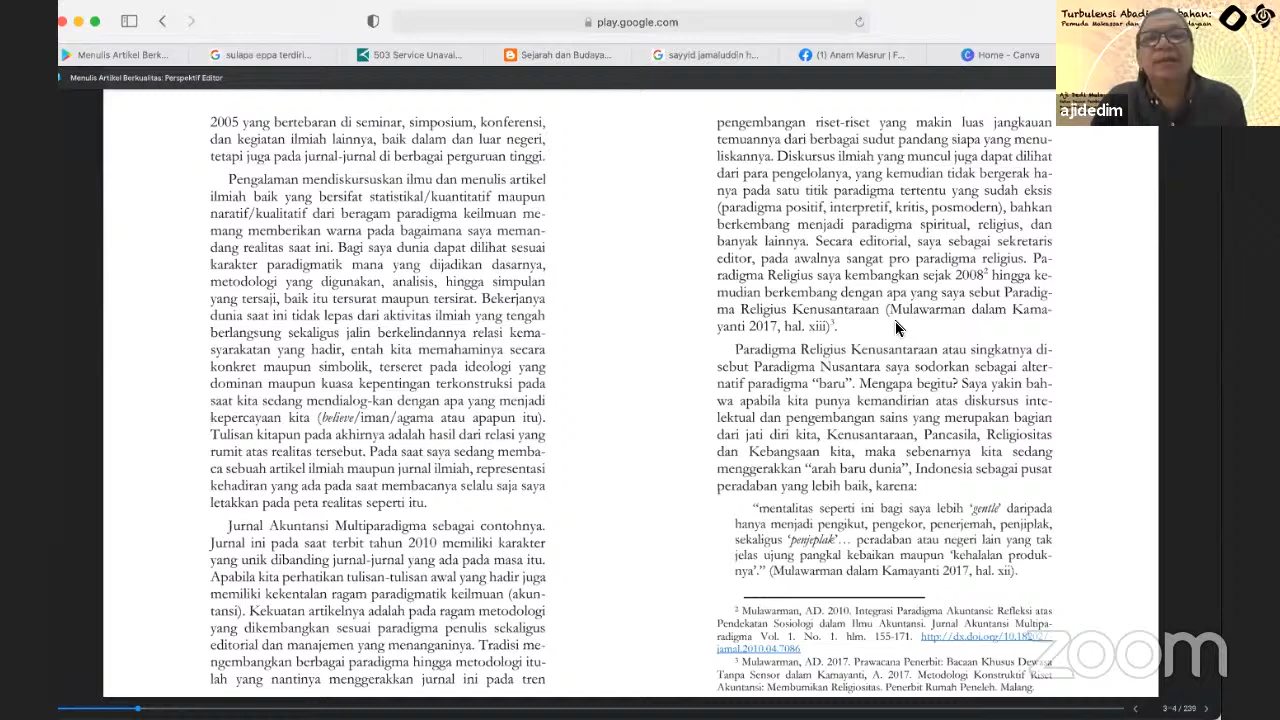 play.google.com
Menulis Artikel Berk...
sulapa eppa terdiri...
503 Service Unavai...
Sejarah dan Budaya...
sayyid jamaluddin h...
(1) Anam Masrur | F...
Home – Canva
Menulis Artikel Berkualitas: Perspektif Editor
Turbulensi Abadi
bahan:
Pemuda Makassar dan
ayaan
Aji Dedi Mula
ajidedim
2005 yang bertebaran di seminar, simposium, konferensi,
dan kegiatan ilmiah lainnya, baik dalam dan luar negeri,
tetapi juga pada jurnal-jurnal di berbagai perguruan tinggi.
Pengalaman mendiskursuskan ilmu dan menulis artikel
ilmiah baik yang bersifat statistikal/kuantitatif maupun
naratif/kualitatif dari beragam paradigma keilmuan me-
mang memberikan warna pada bagaimana saya meman-
dang realitas saat ini. Bagi saya dunia dapat dilihat sesuai
karakter paradigmatik mana yang dijadikan dasarnya,
metodologi yang digunakan, analisis, hingga simpulan
yang tersaji, baik itu tersurat maupun tersirat. Bekerjanya
dunia saat ini tidak lepas dari aktivitas ilmiah yang tengah
berlangsung sekaligus jalin berkelindannya relasi kema-
syarakatan yang hadir, entah kita memahaminya secara
konkret maupun simbolik, terseret pada ideologi yang
dominan maupun kuasa kepentingan terkonstruksi pada
saat kita sedang mendialog-kan dengan apa yang menjadi
kepercayaan kita (believe/iman/agama atau apapun itu).
Tulisan kitapun pada akhirnya adalah hasil dari relasi yang
rumit atas realitas tersebut. Pada saat saya sedang memba-
ca sebuah artikel ilmiah maupun jurnal ilmiah, representasi
kehadiran yang ada pada saat membacanya selalu saja saya
letakkan pada peta realitas seperti itu.
Jurnal Akuntansi Multiparadigma sebagai contohnya.
Jurnal ini pada saat terbit tahun 2010 memiliki karakter
yang unik dibanding jurnal-jurnal yang ada pada masa itu.
Apabila kita perhatikan tulisan-tulisan awal yang hadir juga
memiliki kekentalan ragam paradigmatik keilmuan (akun-
tansi). Kekuatan artikelnya adalah pada ragam metodologi
yang dikembangkan sesuai paradigma penulis sekaligus
editorial dan manajemen yang menanganinya. Tradisi me-
ngembangkan berbagai paradigma hingga metodologi itu-
lah yang nantinya menggerakkan jurnal ini pada tren
pengembangan riset-riset yang makin luas jangkauan
temuannya dari berbagai sudut pandang siapa yang menu-
liskannya. Diskursus ilmiah yang muncul juga dapat dilihat
dari para pengelolanya, yang kemudian tidak bergerak ha-
nya pada satu titik paradigma tertentu yang sudah eksis
(paradigma positif, interpretif, kritis, posmodern), bahkan
berkembang menjadi paradigma spiritual, religius, dan
banyak lainnya. Secara editorial, saya sebagai sekretaris
editor, pada awalnya sangat pro paradigma religius. Pa-
radigma Religius saya kembangkan sejak 2008² hingga ke-
mudian berkembang dengan apa yang saya sebut Paradig-
ma Religius Kenusantaraan (Mulawarman dalam Kama-
yanti 2017, hal. xiii)³.
Paradigma Religius Kenusantaraan atau singkatnya di-
sebut Paradigma Nusantara saya sodorkan sebagai alter-
natif paradigma “baru”. Mengapa begitu? Saya yakin bah-
wa apabila kita punya kemandirian atas diskursus inte-
lektual dan pengembangan sains yang merupakan bagian
dari jati diri kita, Kenusantaraan, Pancasila, Religiositas
dan Kebangsaan kita, maka sebenarnya kita sedang
menggerakkan “arah baru dunia”, Indonesia sebagai pusat
peradaban yang lebih baik, karena:
“mentalitas seperti ini bagi saya lebih ‘gentle’ daripada
hanya menjadi pengikut, pengekor, penerjemah, penjiplak,
sekaligus ‘penjeplak’… peradaban atau negeri lain yang tak
jelas ujung pangkal kebaikan maupun ‘kehalalan produk-
nya’.” (Mulawarman dalam Kamayanti 2017, hal. xii).
² Mulawarman, AD. 2010. Integrasi Paradigma Akuntansi: Refleksi atas
Pendekatan Sosiologi dalam Ilmu Akuntansi. Jurnal Akuntansi Multipa-
radigma Vol. 1. No. 1. hlm. 155-171. http://dx.doi.org/10.18202/
jamal.2010.04.7086
³ Mulawarman, AD. 2017. Prawacana Penerbit: Bacaan Khusus Dewasa
Tanpa Sensor dalam Kamayanti, A. 2017. Metodologi Konstruktif Riset
Akuntansi: Membumikan Religiositas. Penerbit Rumah Peneleh. Malang.
zoom
3-4 / 239